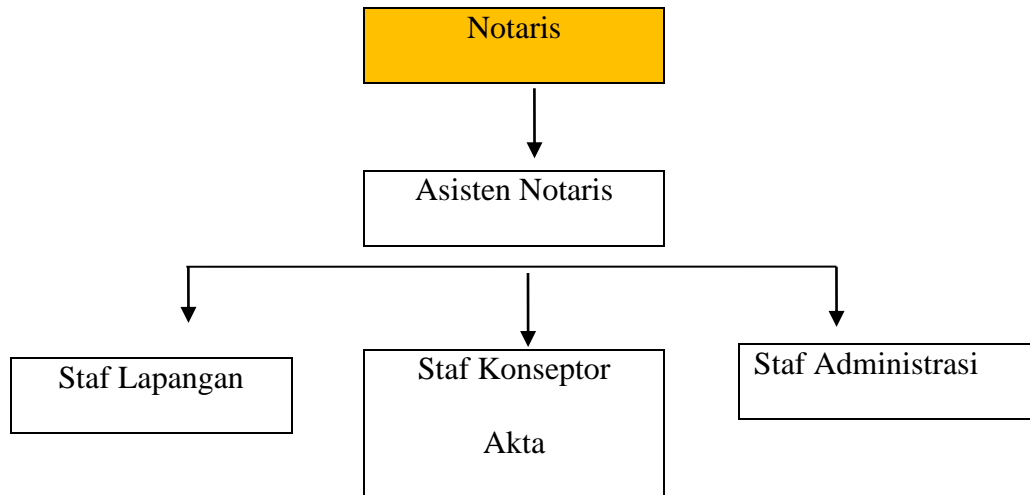 Notaris
Asisten Notaris
Staf Lapangan
Staf Konseptor
Akta
Staf Administrasi